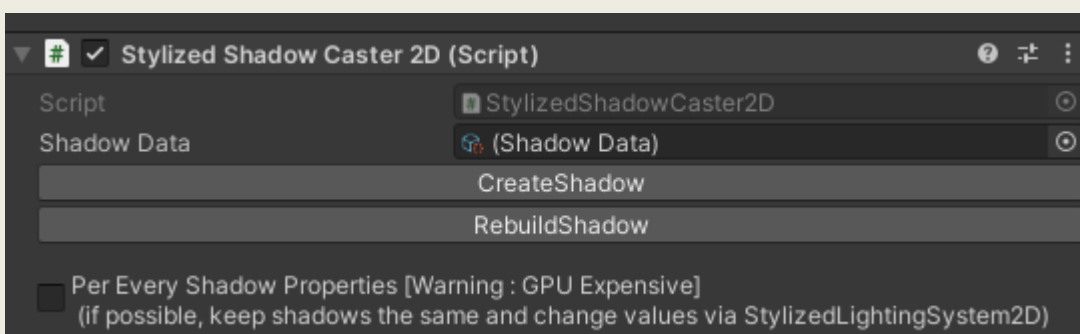 # Stylized Shadow Caster 2D (Script)
Script # StylizedShadowCaster2D
Shadow Data (Shadow Data)
CreateShadow
RebuildShadow
Per Every Shadow Properties [Warning : GPU Expensive]
(if possible, keep shadows the same and change values via StylizedLightingSystem2D)